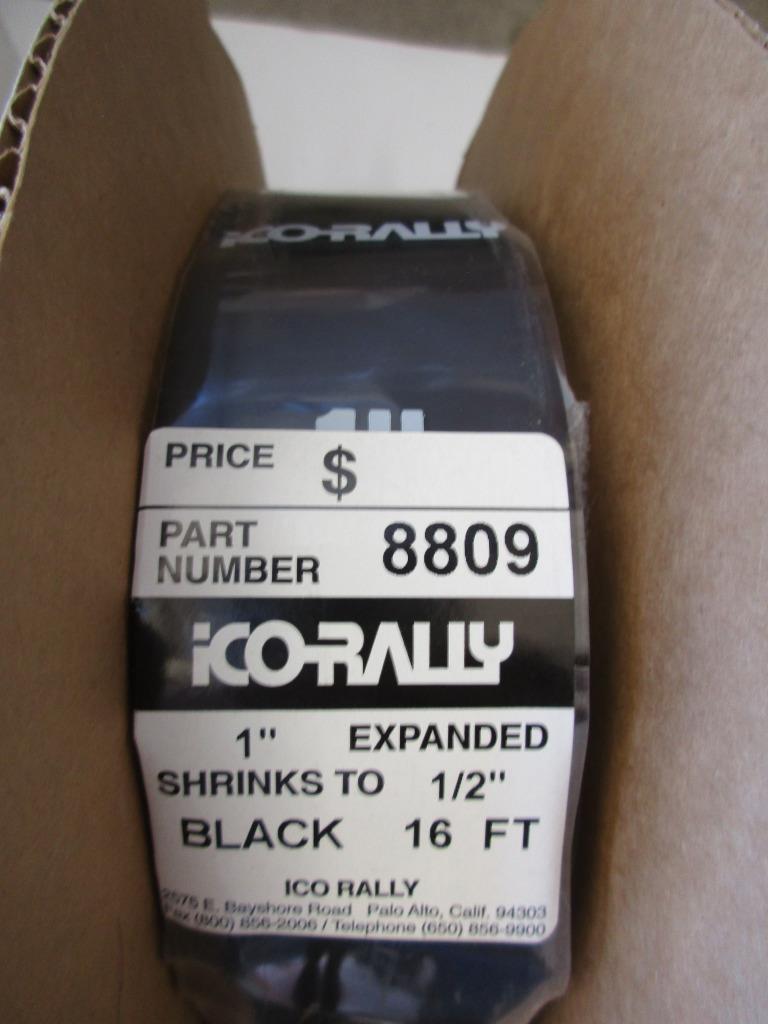 iCO-RALLY
1"
PRICE $
PART
NUMBER 8809
iCO-RALLY
1" EXPANDED
SHRINKS TO 1/2"
BLACK 16 FT
ICO RALLY
2575 E. Bayshore Road Palo Alto, Calif. 94303
Fax (800) 856-2006 / Telephone (650) 856-9900